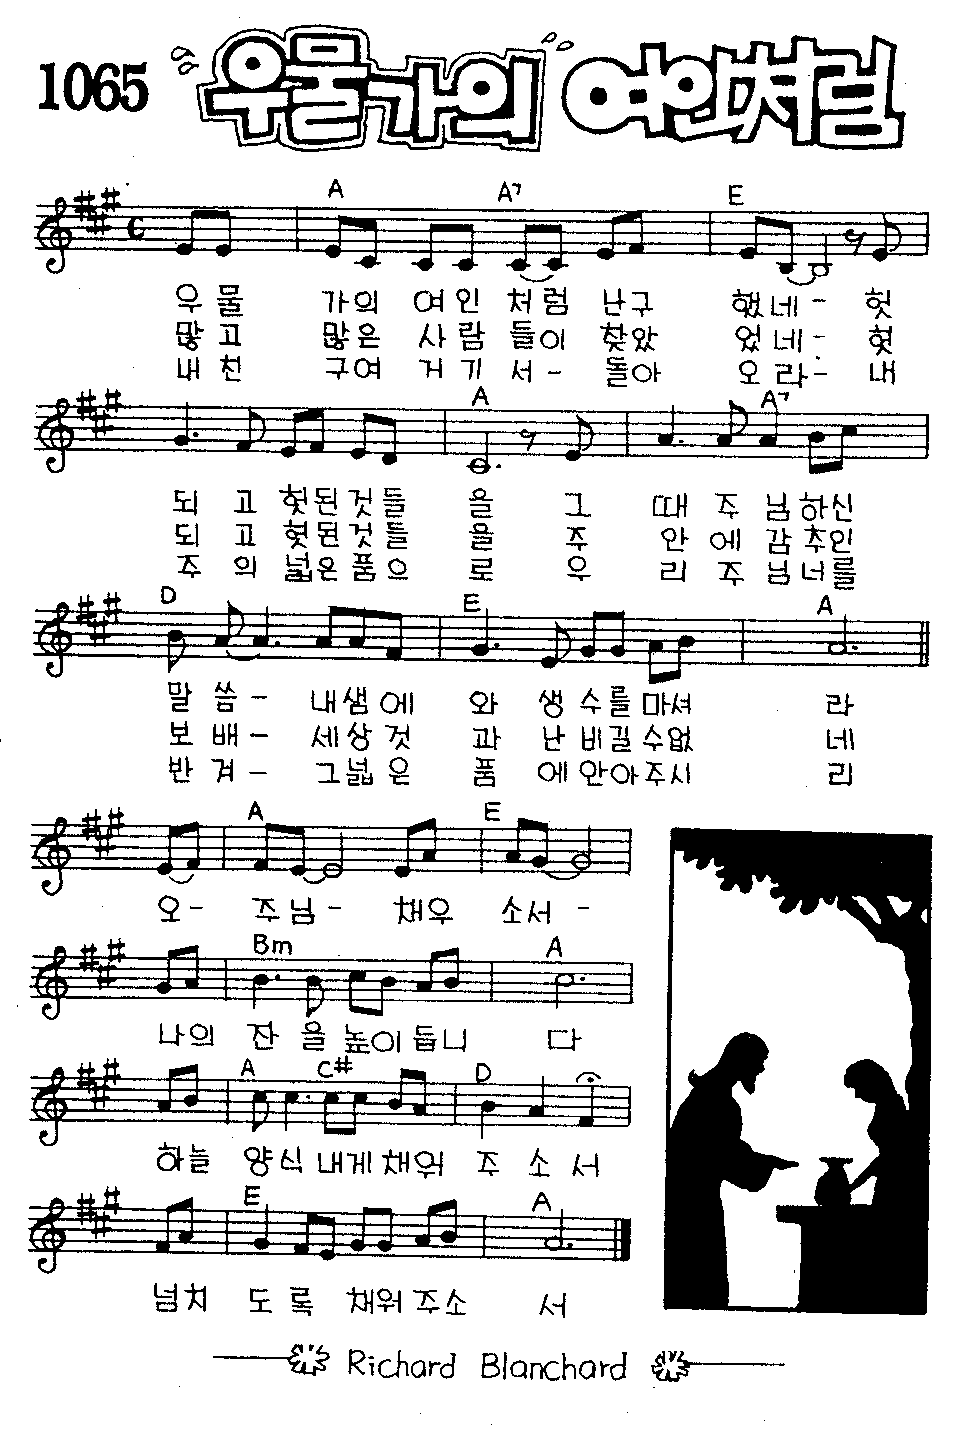 1065 우물가의 여인처럼
A A7 E
우물 가의 여인 처럼 난구 했네- 헛
많고 많은 사람 들이 찾았 었네- 헛
내친 구여 거기 서- 돌아 오라- 내
A A7
되고 헛된것들 을 그 때 주 님하신
되고 헛된것들 을 주 안에 감추인
주의 넓은품으 로 우 리 주 님너를
D E A
말씀- 내샘에 와 생수를마셔 라
보배- 세상것 과 난 비길수없 네
반겨- 그넓은 품 에안아주시 리
A E
오- 주님- 채우 소서-
Bm A
나의 잔을높이듭니 다
A C# D
하늘 양식내게채워 주소서
E A
넘치 도록 채워주소 서
Richard Blanchard